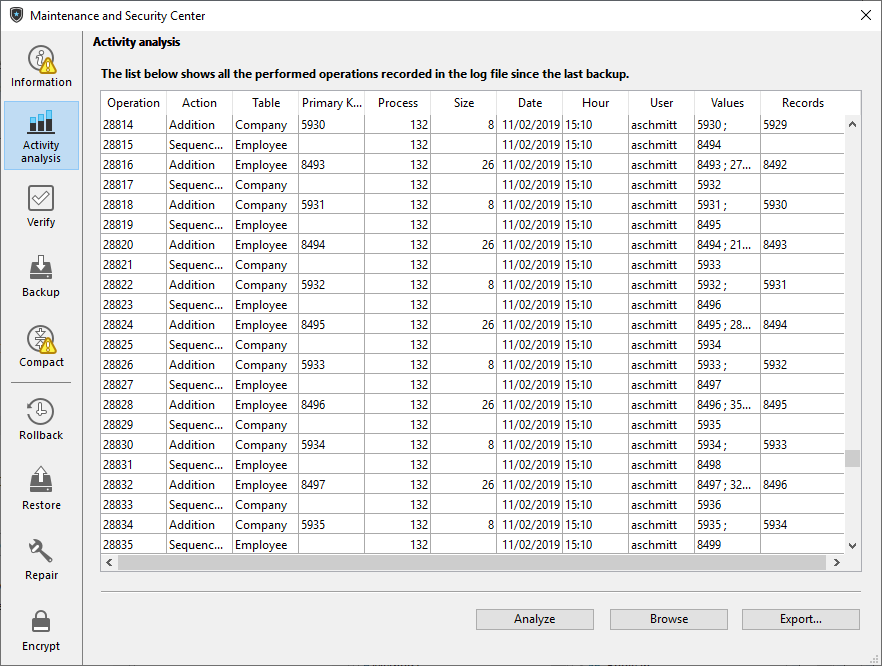 Maintenance and Security Center
Information
Activity
analysis
Verify
Backup
Compact
Rollback
Restore
Repair
Encrypt
Activity analysis
The list below shows all the performed operations recorded in the log file since the last backup.
Operation Action Table Primary K... Process Size Date Hour User Values Records
28814 Addition Company 5930 132 8 11/02/2019 15:10 aschmitt 5930 ; 5929
28815 Sequenc... Employee 132 11/02/2019 15:10 aschmitt 8494
28816 Addition Employee 8493 132 26 11/02/2019 15:10 aschmitt 8493 ; 27... 8492
28817 Sequenc... Company 132 11/02/2019 15:10 aschmitt 5932
28818 Addition Company 5931 132 8 11/02/2019 15:10 aschmitt 5931 ; 5930
28819 Sequenc... Employee 132 11/02/2019 15:10 aschmitt 8495
28820 Addition Employee 8494 132 26 11/02/2019 15:10 aschmitt 8494 ; 21... 8493
28821 Sequenc... Company 132 11/02/2019 15:10 aschmitt 5933
28822 Addition Company 5932 132 8 11/02/2019 15:10 aschmitt 5932 ; 5931
28823 Sequenc... Employee 132 11/02/2019 15:10 aschmitt 8496
28824 Addition Employee 8495 132 26 11/02/2019 15:10 aschmitt 8495 ; 28... 8494
28825 Sequenc... Company 132 11/02/2019 15:10 aschmitt 5934
28826 Addition Company 5933 132 8 11/02/2019 15:10 aschmitt 5933 ; 5932
28827 Sequenc... Employee 132 11/02/2019 15:10 aschmitt 8497
28828 Addition Employee 8496 132 26 11/02/2019 15:10 aschmitt 8496 ; 35... 8495
28829 Sequenc... Company 132 11/02/2019 15:10 aschmitt 5935
28830 Addition Company 5934 132 8 11/02/2019 15:10 aschmitt 5934 ; 5933
28831 Sequenc... Employee 132 11/02/2019 15:10 aschmitt 8498
28832 Addition Employee 8497 132 26 11/02/2019 15:10 aschmitt 8497 ; 32... 8496
28833 Sequenc... Company 132 11/02/2019 15:10 aschmitt 5936
28834 Addition Company 5935 132 8 11/02/2019 15:10 aschmitt 5935 ; 5934
28835 Sequenc... Employee 132 11/02/2019 15:10 aschmitt 8499
Analyze Browse Export...